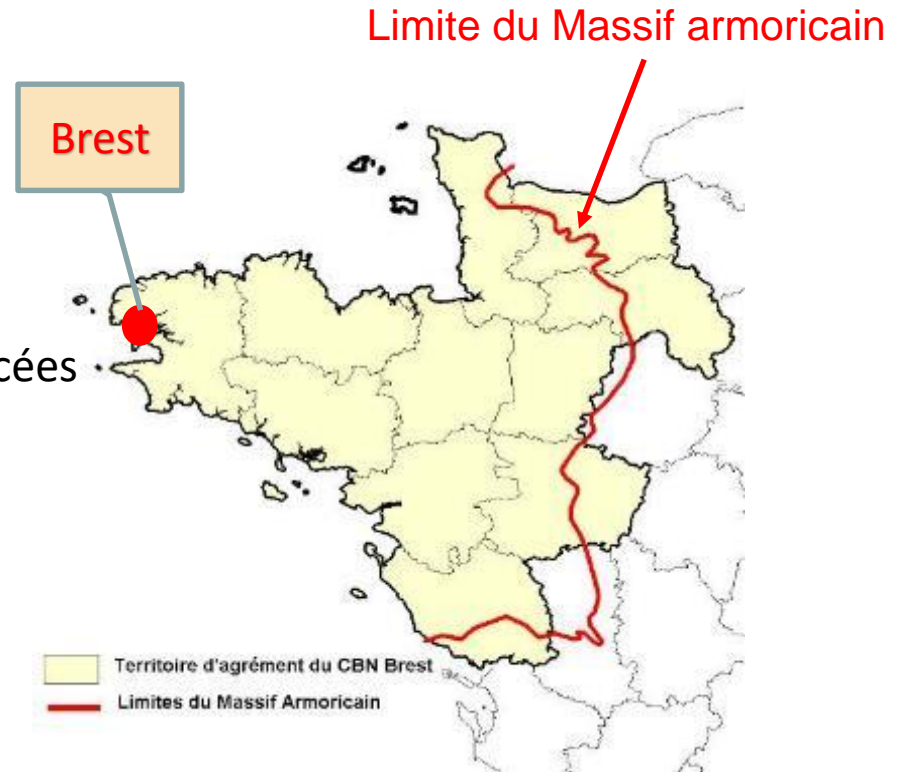 Limite du Massif armoricain
Brest
cées
Territoire d'agrément du CBN Brest
Limites du Massif Armoricain